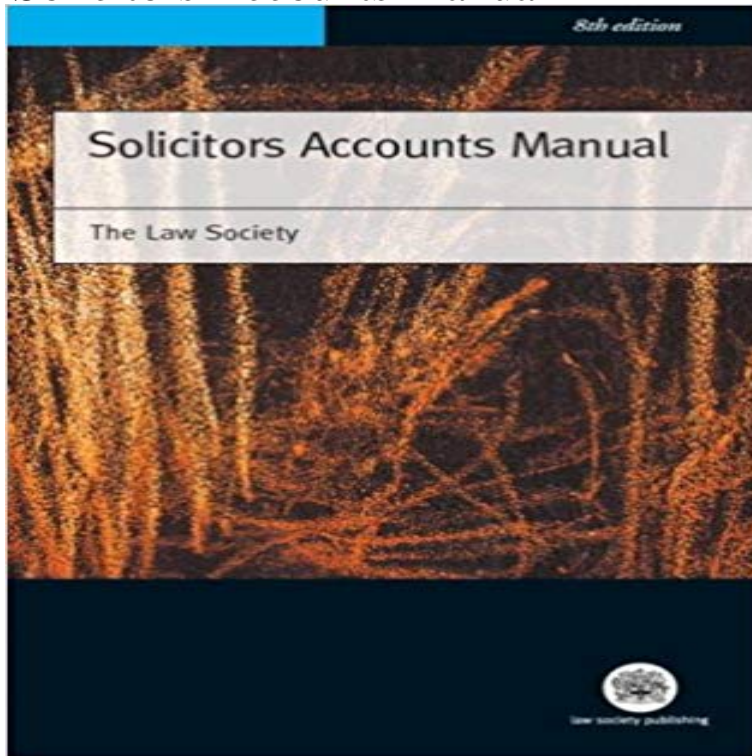 8th edition
Solicitors Accounts Manual
The Law Society
law society publishing